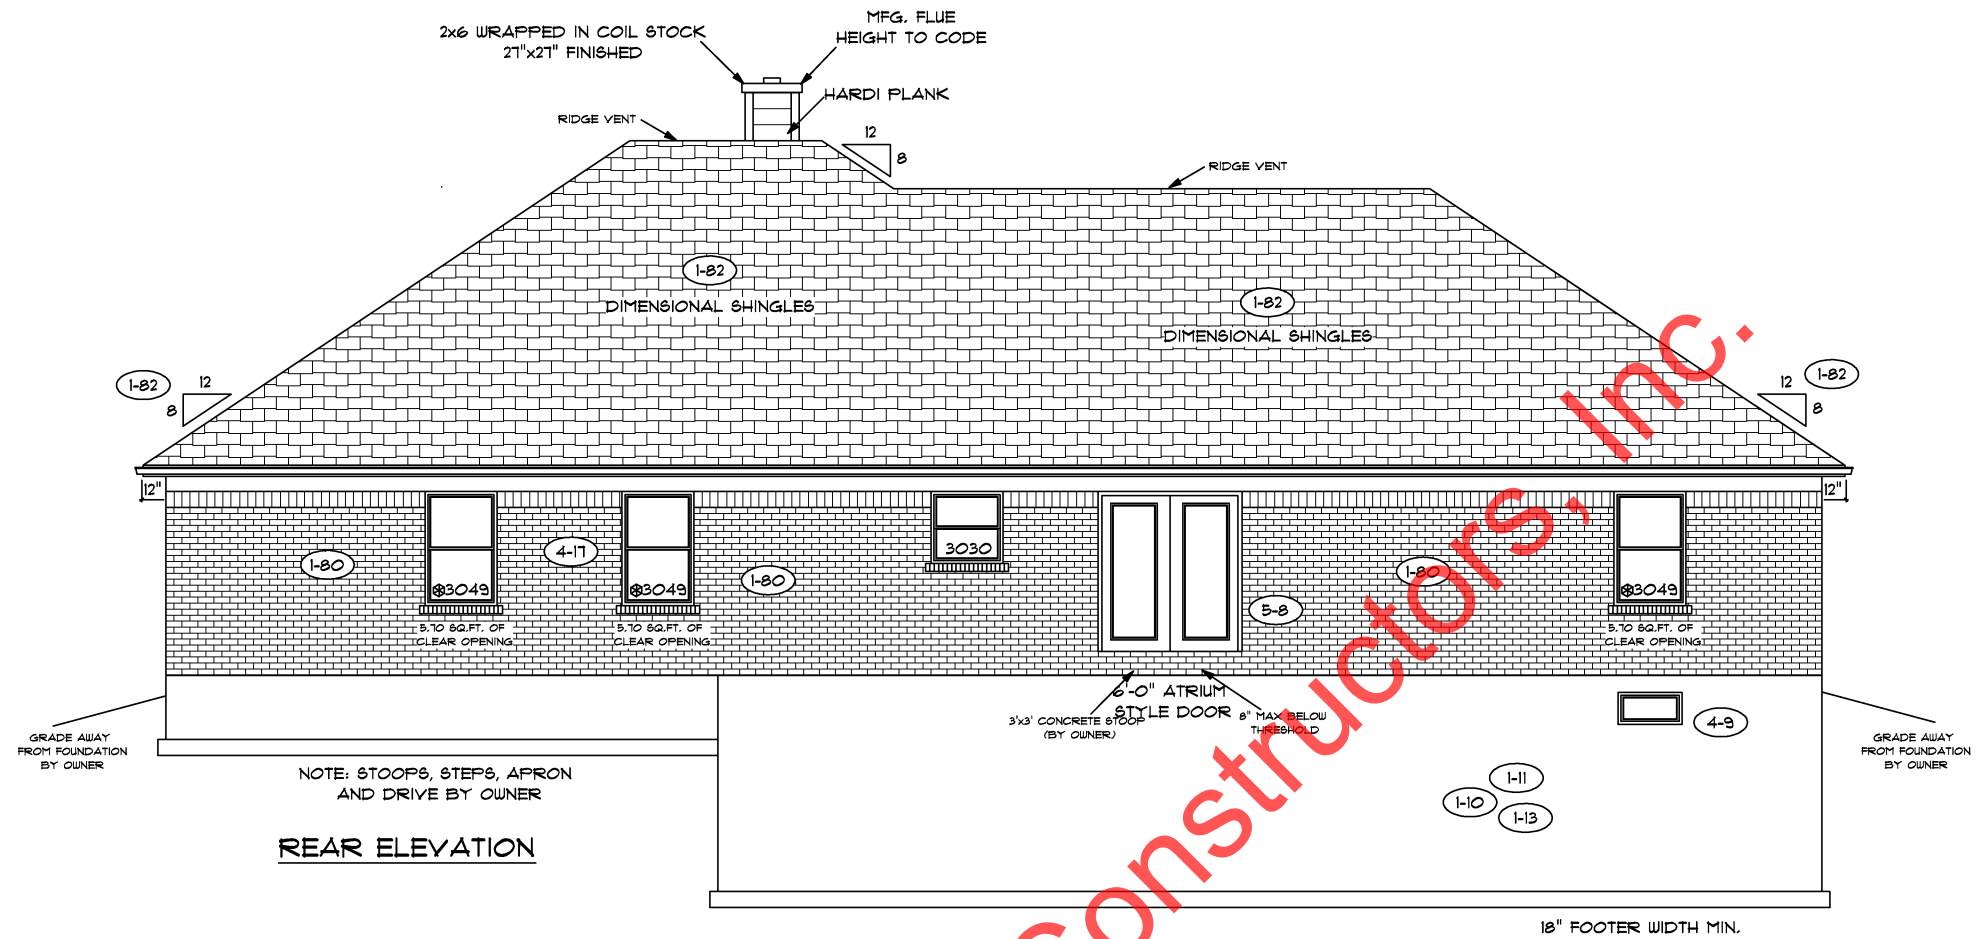 2x6 WRAPPED IN COIL STOCK
27"x27" FINISHED
MFG. FLUE
HEIGHT TO CODE
HARDI PLANK
RIDGE VENT
12
8
RIDGE VENT
1-82
DIMENSIONAL SHINGLES
1-82
DIMENSIONAL SHINGLES
1-82
12
8
12
8
1-82
12"
12"
1-80
4-17
1-80
1-80
5-8
3049
3049
3030
3049
5.70 SQ.FT. OF
CLEAR OPENING
5.70 SQ.FT. OF
CLEAR OPENING
5.70 SQ.FT. OF
CLEAR OPENING
6'-0" ATRIUM
STYLE DOOR
3'x3' CONCRETE STOOP
(BY OWNER)
8" MAX BELOW
THRESHOLD
4-9
GRADE AWAY
FROM FOUNDATION
BY OWNER
GRADE AWAY
FROM FOUNDATION
BY OWNER
NOTE: STOOPS, STEPS, APRON
AND DRIVE BY OWNER
1-11
1-10
1-13
REAR ELEVATION
18" FOOTER WIDTH MIN.
Constructors, Inc.